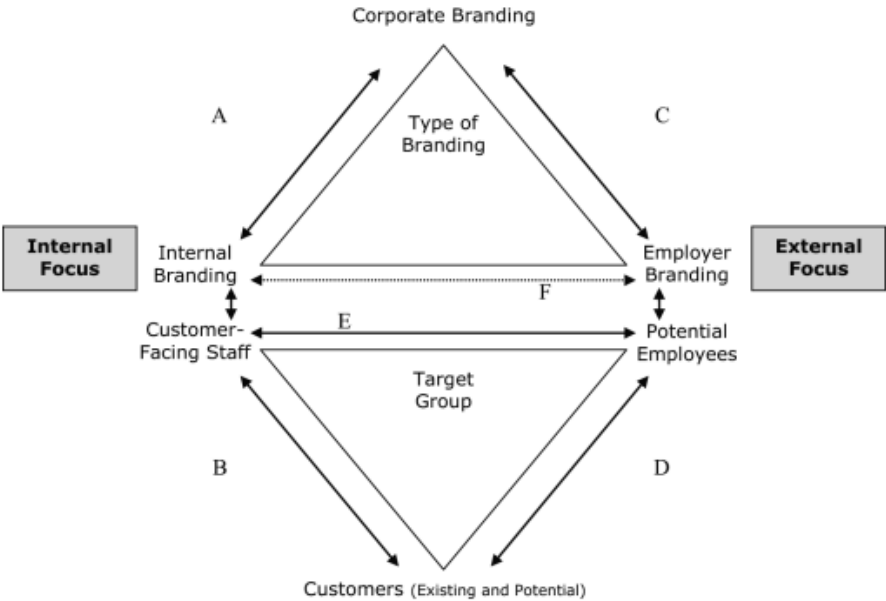 Corporate Branding
A
C
Type of
Branding
Internal
Focus
Internal
Branding
Employer
Branding
External
Focus
F
E
Customer-
Facing Staff
Potential
Employees
Target
Group
B
D
Customers (Existing and Potential)